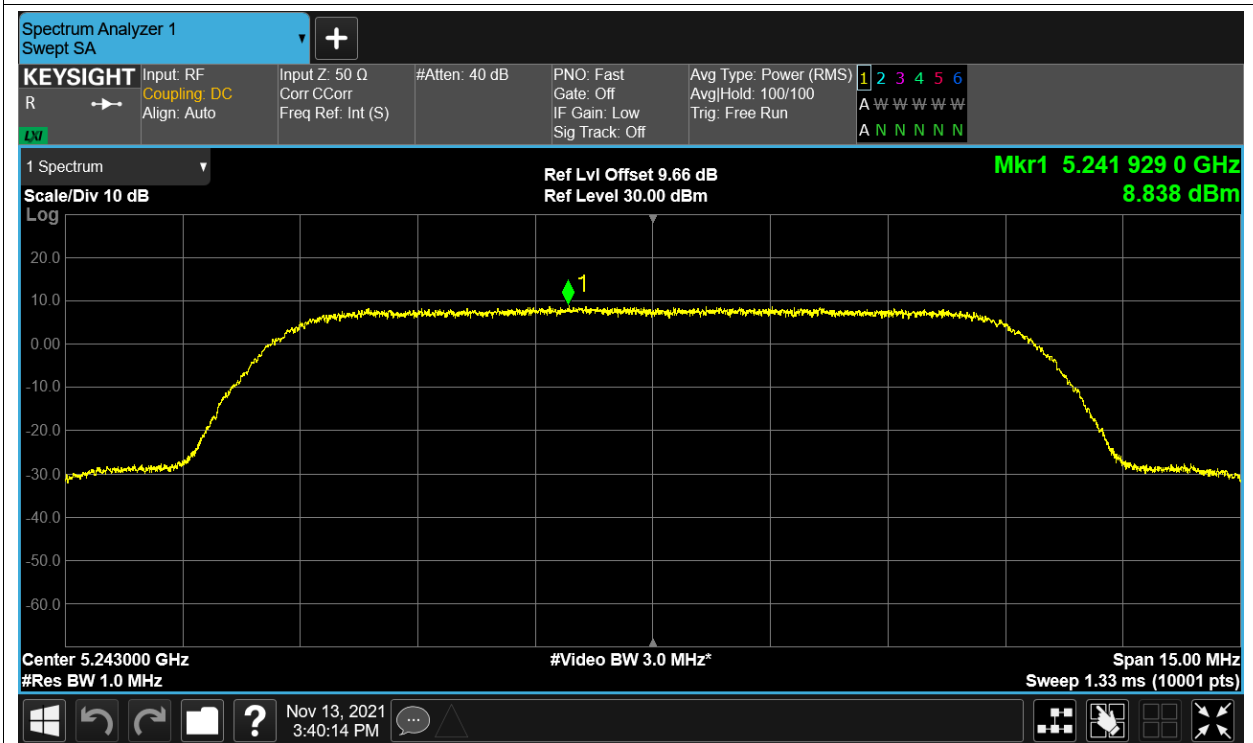 Spectrum Analyzer 1
Swept SA
+
KEYSIGHT
R
LXI
Input: RF
Coupling: DC
Align: Auto
Input Z: 50 Ω
Corr CCorr
Freq Ref: Int (S)
#Atten: 40 dB
PNO: Fast
Gate: Off
IF Gain: Low
Sig Track: Off
Avg Type: Power (RMS)
Avg|Hold: 100/100
Trig: Free Run
1 2 3 4 5 6
A W W W W W
A N N N N N
1 Spectrum
Scale/Div 10 dB
Log
Ref Lvl Offset 9.66 dB
Ref Level 30.00 dBm
Mkr1 5.241 929 0 GHz
8.838 dBm
20.0
10.0
0.00
-10.0
-20.0
-30.0
-40.0
-50.0
-60.0
1
Center 5.243000 GHz
#Res BW 1.0 MHz
#Video BW 3.0 MHz*
Span 15.00 MHz
Sweep 1.33 ms (10001 pts)
?
Nov 13, 2021
3:40:14 PM